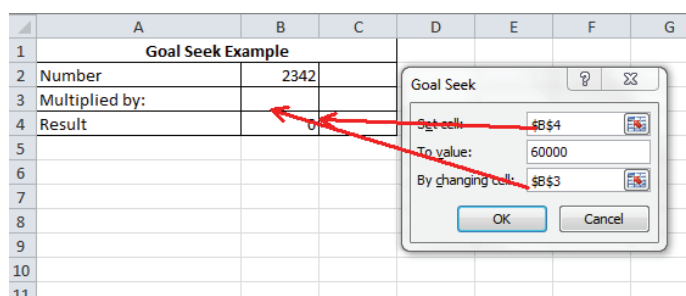 A B C D E F G
1 Goal Seek Example
2 Number 2342
3 Multiplied by:
4 Result 0
5
6
7
8
9
10
11
Goal Seek
Set cell: $B$4
To value: 60000
By changing cell: $B$3
OK Cancel